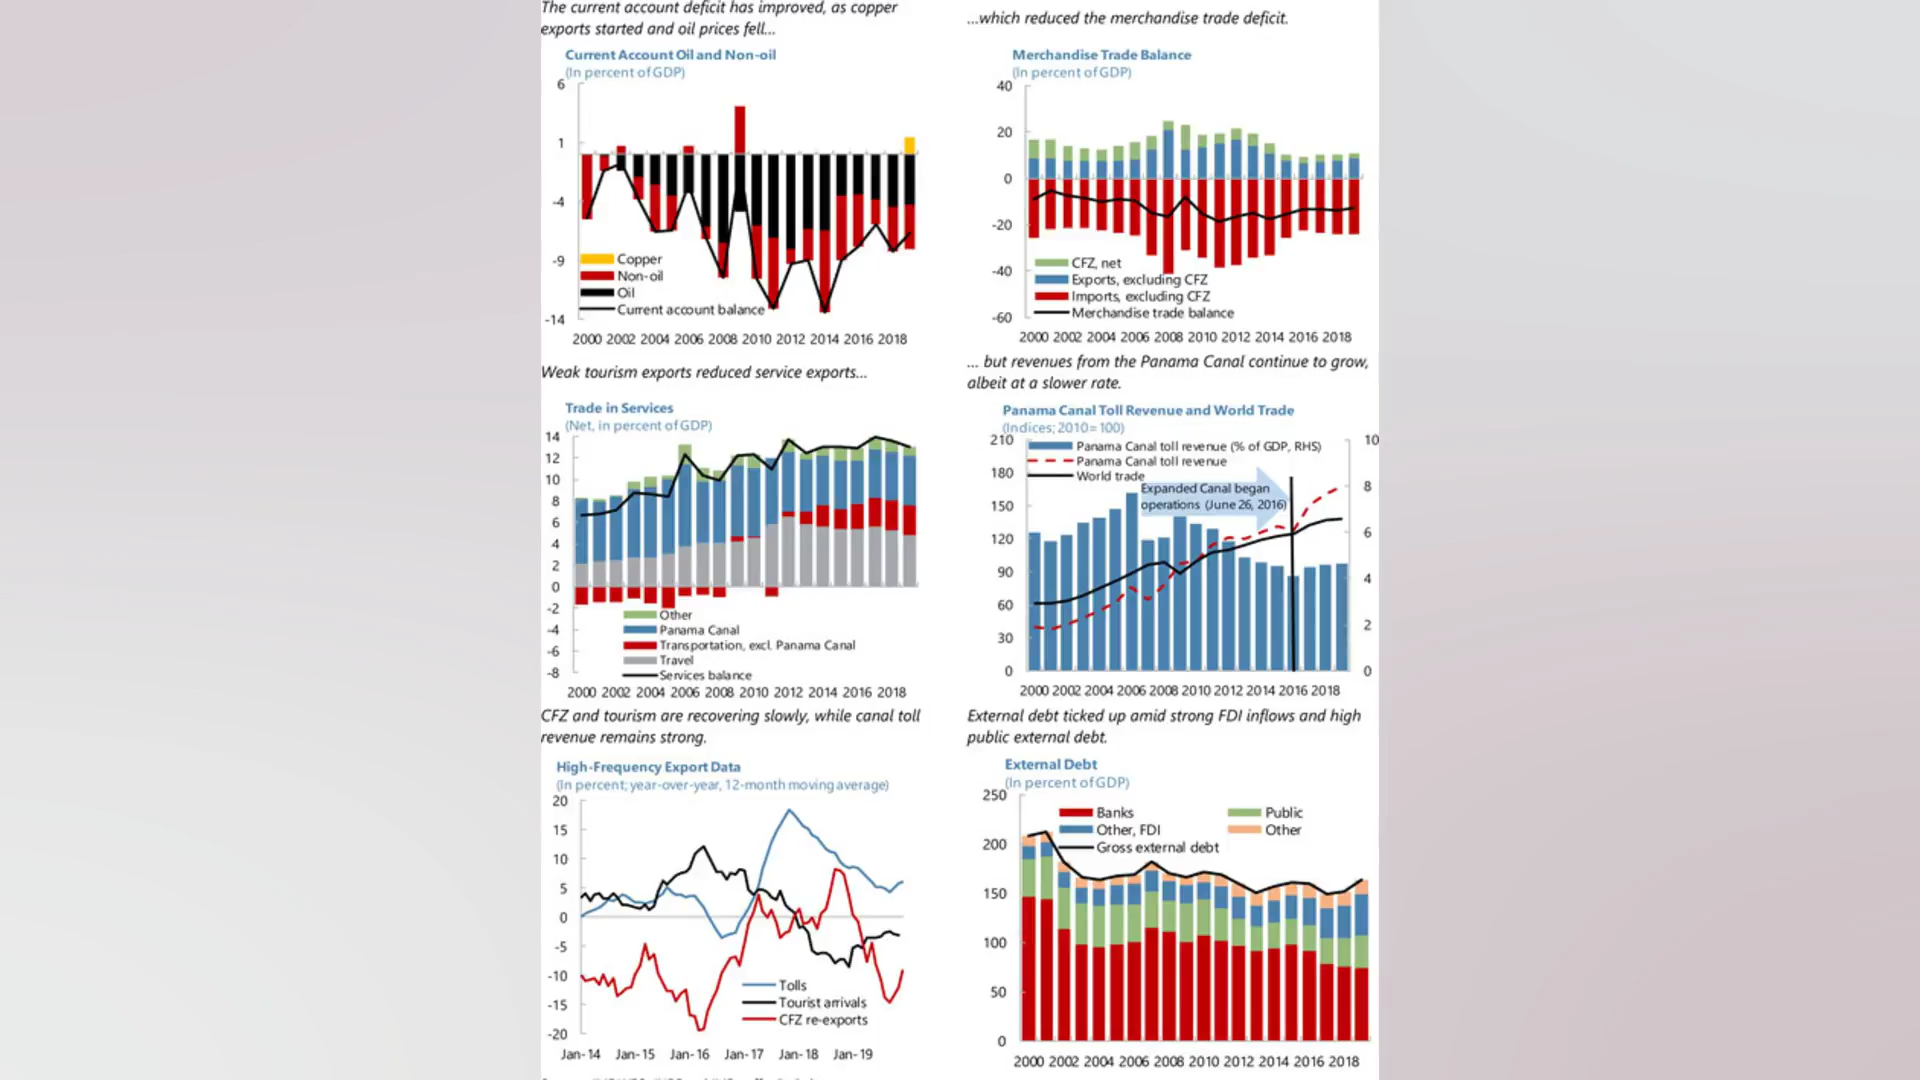 The current account deficit has improved, as copper
exports started and oil prices fell...
Current Account Oil and Non-oil
(In percent of GDP)
6
1
-4
-9
-14
Copper
Non-oil
Oil
Current account balance
2000 2002 2004 2006 2008 2010 2012 2014 2016 2018
...which reduced the merchandise trade deficit.
Merchandise Trade Balance
(In percent of GDP)
40
20
0
-20
-40
-60
CFZ, net
Exports, excluding CFZ
Imports, excluding CFZ
Merchandise trade balance
2000 2002 2004 2006 2008 2010 2012 2014 2016 2018
Weak tourism exports reduced service exports...
Trade in Services
(Net, in percent of GDP)
14
12
10
8
6
4
2
0
-2
-4
-6
-8
Other
Panama Canal
Transportation, excl. Panama Canal
Travel
Services balance
2000 2002 2004 2006 2008 2010 2012 2014 2016 2018
... but revenues from the Panama Canal continue to grow,
albeit at a slower rate.
Panama Canal Toll Revenue and World Trade
(Indices; 2010=100)
210
180
150
120
90
60
30
0
10
8
6
4
2
0
Panama Canal toll revenue (% of GDP, RHS)
Panama Canal toll revenue
World trade
Expanded Canal began
operations (June 26, 2016)
2000 2002 2004 2006 2008 2010 2012 2014 2016 2018
CFZ and tourism are recovering slowly, while canal toll
revenue remains strong.
High-Frequency Export Data
(In percent; year-over-year, 12-month moving average)
20
15
10
5
0
-5
-10
-15
-20
Tolls
Tourist arrivals
CFZ re-exports
Jan-14 Jan-15 Jan-16 Jan-17 Jan-18 Jan-19
External debt ticked up amid strong FDI inflows and high
public external debt.
External Debt
(In percent of GDP)
250
200
150
100
50
0
Banks
Public
Other, FDI
Other
Gross external debt
2000 2002 2004 2006 2008 2010 2012 2014 2016 2018